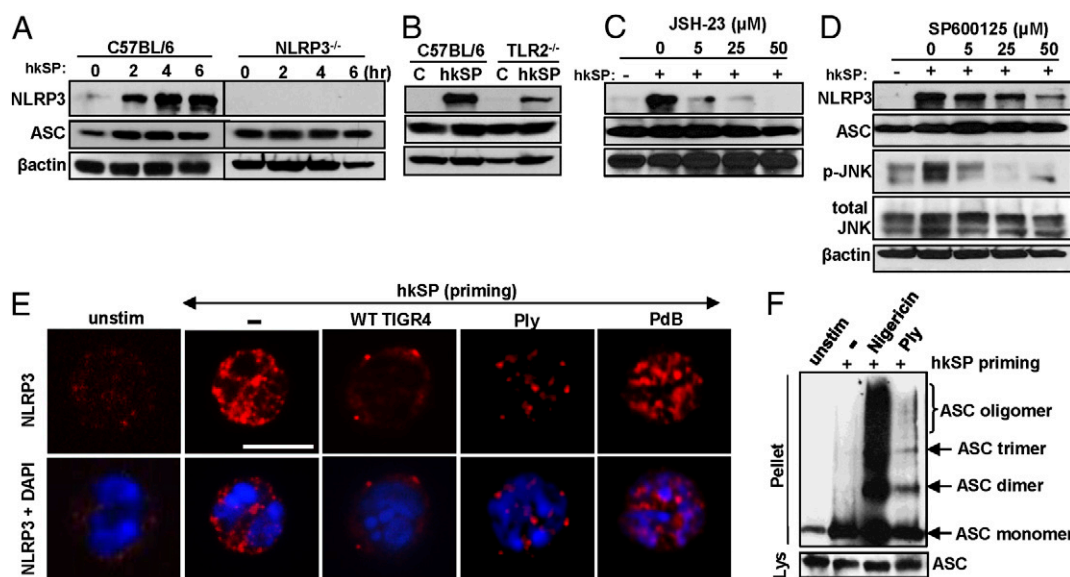 A
C57BL/6 NLRP3-/-
hkSP: 0 2 4 6 0 2 4 6 (hr)
NLRP3
ASC
βactin
B
C57BL/6 TLR2-/-
C hkSP C hkSP
C
JSH-23 (μM)
0 5 25 50
hkSP: - + + + +
D
SP600125 (μM)
0 5 25 50
hkSP: - + + + +
NLRP3
ASC
p-JNK
total
JNK
βactin
E
hkSP (priming)
unstim – WT TIGR4 Ply PdB
NLRP3
NLRP3 + DAPI
F
unstim - Nigericin Ply
+ + + hkSP priming
Pellet
ASC oligomer
ASC trimer
ASC dimer
ASC monomer
Lys
ASC